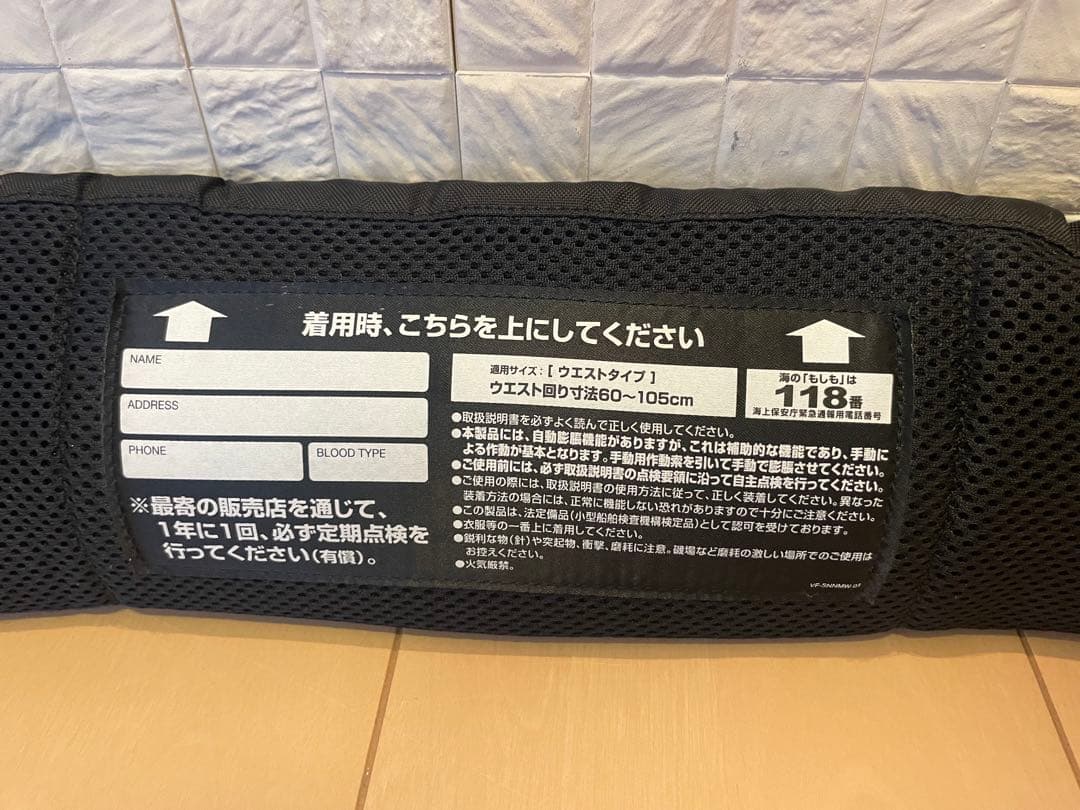 着用時、こちらを上にしてください
NAME
ADDRESS
PHONE
BLOOD TYPE
※最寄の販売店を通じて、
1年に1回、必ず定期点検を
行ってください(有償)。
適用サイズ:[ ウエストタイプ ]
ウエスト回り寸法60〜105cm
海の「もしも」は
118番
海上保安庁緊急通報用電話番号
●取扱説明書を必ずよく読んで正しく使用してください。
●本製品には、自動膨脹機能がありますが、これは補助的な機能であり、手動に
よる作動が基本となります。手動用作動索を引いて手動で膨脹させてください。
●ご使用前には、必ず取扱説明書の点検要領に沿って自主点検を行ってください。
●ご使用の際には、取扱説明書の使用方法に従って、正しく装着してください。異なった
装着方法の場合には、正常に機能しない恐れがありますので十分にご注意ください。
●この製品は、法定備品(小型船舶検査機構検定品)として認可を受けております。
●衣服等の一番上に着用してください。
●鋭利な物(針)や突起物、衝撃、磨耗に注意。磯場など磨耗の激しい場所でのご使用は
お控えください。
●火気厳禁。
VF-SNNMW 01